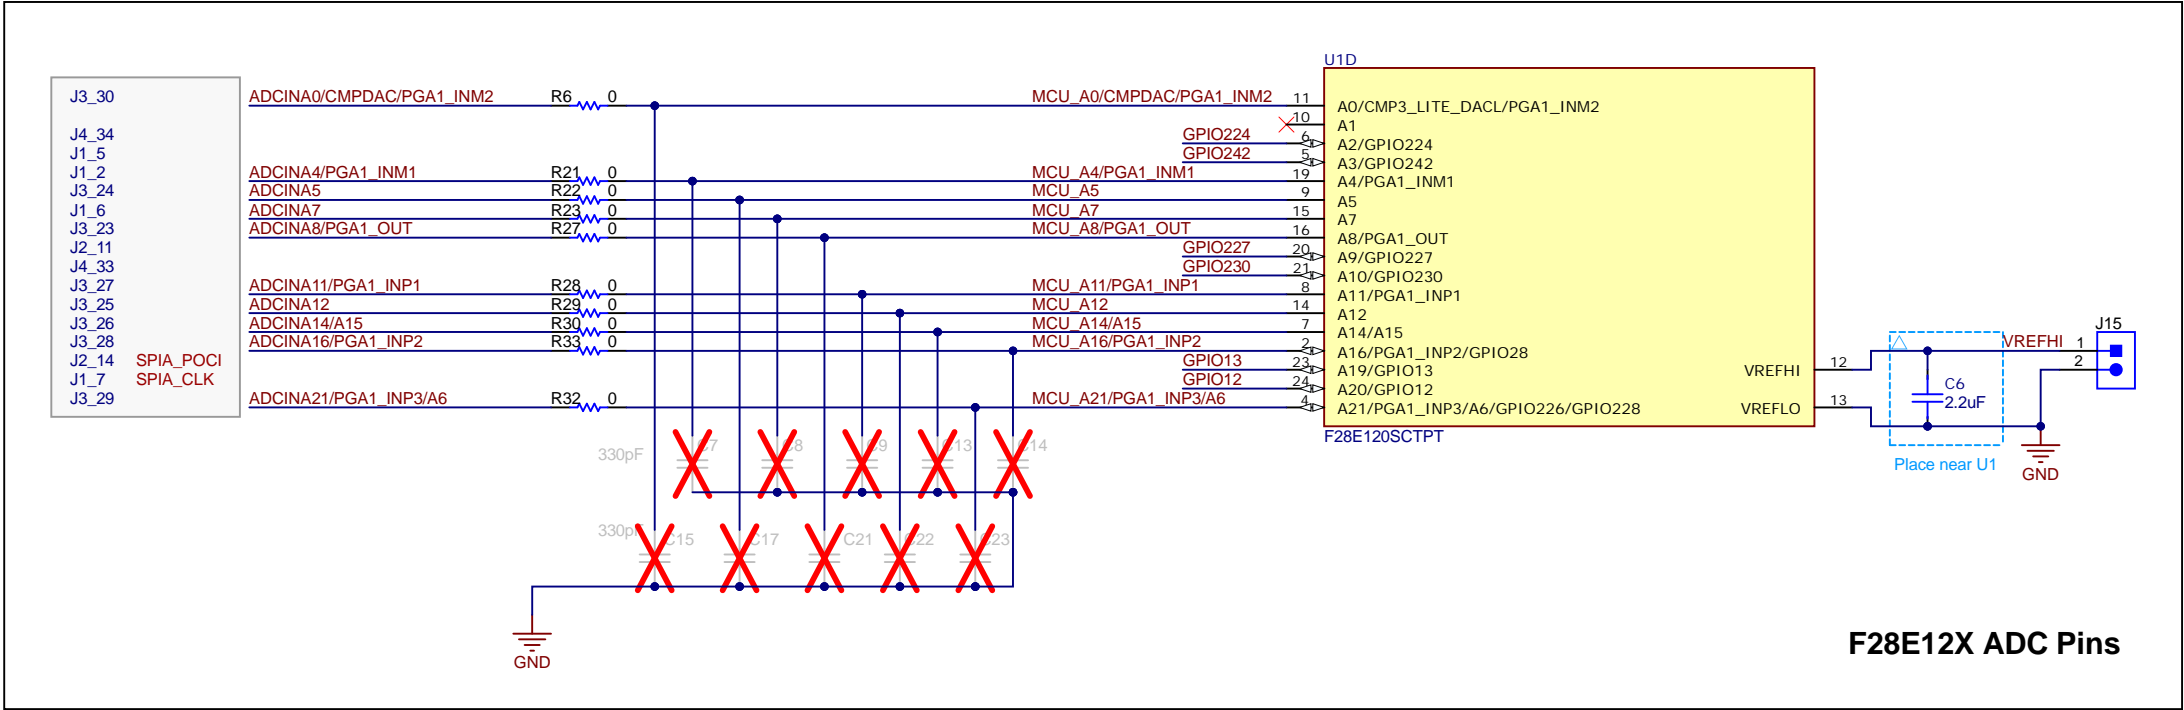 U1D
J3_30 ADCINA0/CMPDAC/PGA1_INM2 R6 0 MCU_A0/CMPDAC/PGA1_INM2 11 A0/CMP3_LITE_DACL/PGA1_INM2
10 A1
J4_34 GPIO224 6 A2/GPIO224
J1_5 GPIO242 5 A3/GPIO242
J1_2 ADCINA4/PGA1_INM1 R21 0 MCU_A4/PGA1_INM1 19 A4/PGA1_INM1
J3_24 ADCINA5 R22 0 MCU_A5 9 A5
J1_6 ADCINA7 R23 0 MCU_A7 15 A7
J3_23 ADCINA8/PGA1_OUT R27 0 MCU_A8/PGA1_OUT 16 A8/PGA1_OUT
J2_11 GPIO227 20 A9/GPIO227
J4_33 GPIO230 21 A10/GPIO230
J3_27 ADCINA11/PGA1_INP1 R28 0 MCU_A11/PGA1_INP1 8 A11/PGA1_INP1
J3_25 ADCINA12 R29 0 MCU_A12 14 A12
J3_26 ADCINA14/A15 R30 0 MCU_A14/A15 7 A14/A15
J3_28 ADCINA16/PGA1_INP2 R33 0 MCU_A16/PGA1_INP2 2 A16/PGA1_INP2/GPIO28
J2_14 SPIA_POCI GPIO13 23 A19/GPIO13
J1_7 SPIA_CLK GPIO12 24 A20/GPIO12
J3_29 ADCINA21/PGA1_INP3/A6 R32 0 MCU_A21/PGA1_INP3/A6 4 A21/PGA1_INP3/A6/GPIO226/GPIO228
F28E120SCTPT
VREFHI 12
VREFLO 13
J15
VREFHI 1
2
C6
2.2uF
Place near U1
GND
330pF C7 C8 C9 C13 C14
330pF C15 C17 C21 C22 C23
GND
F28E12X ADC Pins